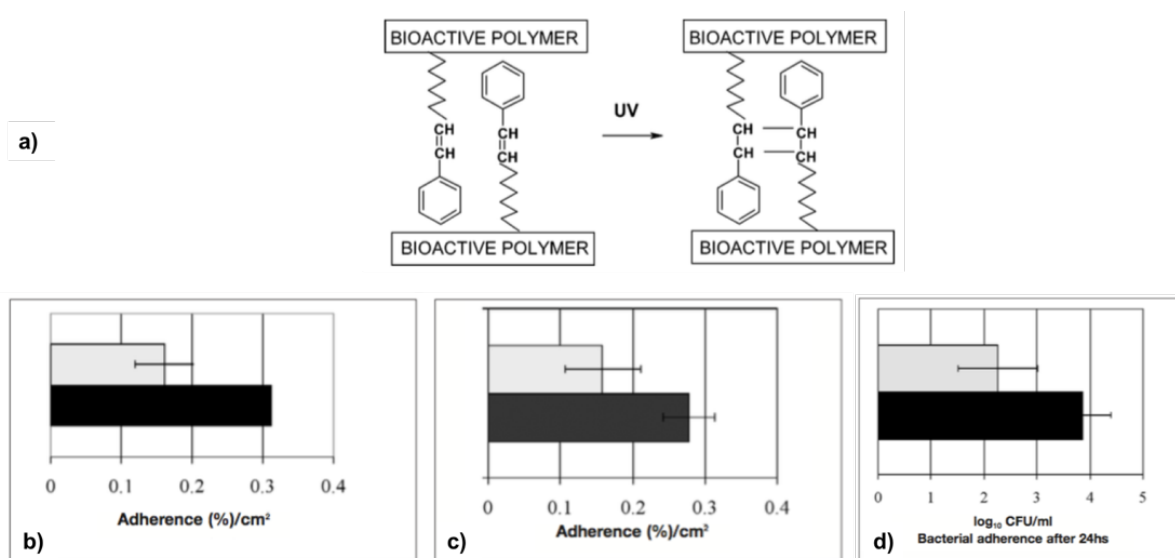 a)
BIOACTIVE POLYMER
CH
CH
CH
CH
BIOACTIVE POLYMER
UV
BIOACTIVE POLYMER
CH
CH
CH
CH
BIOACTIVE POLYMER
b)
0 0.1 0.2 0.3 0.4
Adherence (%)/cm²
c)
0 0.1 0.2 0.3 0.4
Adherence (%)/cm²
d)
0 1 2 3 4 5
log₁₀ CFU/ml
Bacterial adherence after 24hs